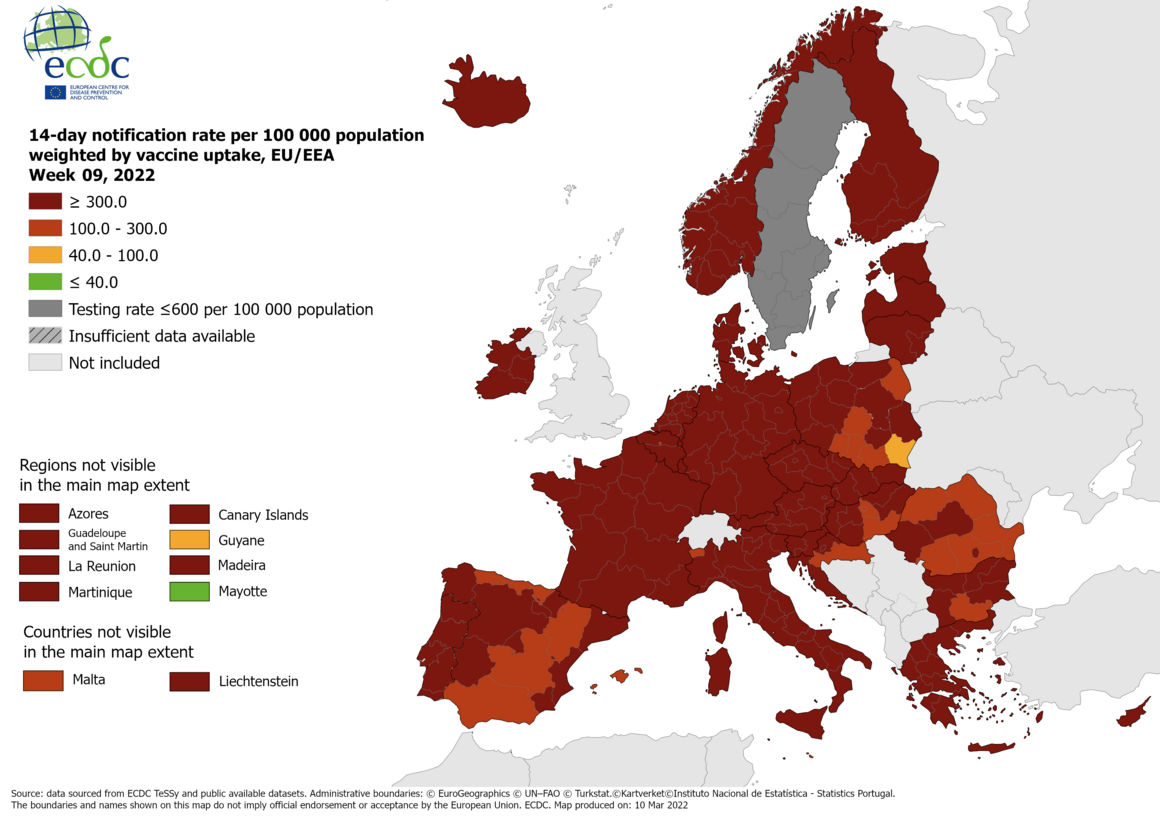 ecdc
EUROPEAN CENTRE FOR
DISEASE PREVENTION
AND CONTROL
14-day notification rate per 100 000 population
weighted by vaccine uptake, EU/EEA
Week 09, 2022
≥ 300.0
100.0 - 300.0
40.0 - 100.0
≤ 40.0
Testing rate ≤600 per 100 000 population
Insufficient data available
Not included
Regions not visible
in the main map extent
Azores
Canary Islands
Guadeloupe
and Saint Martin
Guyane
La Reunion
Madeira
Martinique
Mayotte
Countries not visible
in the main map extent
Malta
Liechtenstein
Source: data sourced from ECDC TeSSy and public available datasets. Administrative boundaries: © EuroGeographics © UN–FAO © Turkstat.©Kartverket©Instituto Nacional de Estatística - Statistics Portugal.
The boundaries and names shown on this map do not imply official endorsement or acceptance by the European Union. ECDC. Map produced on: 10 Mar 2022